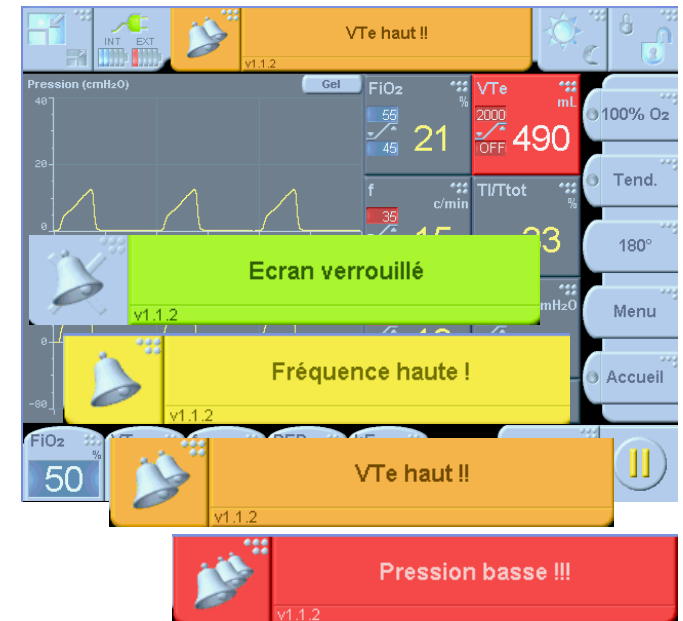 INT EXT
VTe haut !!
v1.1.2
Pression (cmH2O)
Gel
40
20
0
FiO2
%
55
45
21
VTe
mL
2000
OFF
490
100% O2
f
c/min
35
TI/Ttot
%
33
Tend.
180°
Ecran verrouillé
v1.1.2
mH2O
Menu
0
Fréquence haute !
v1.1.2
Accueil
-80
FiO2
%
50
VTe haut !!
v1.1.2
Pression basse !!!
v1.1.2